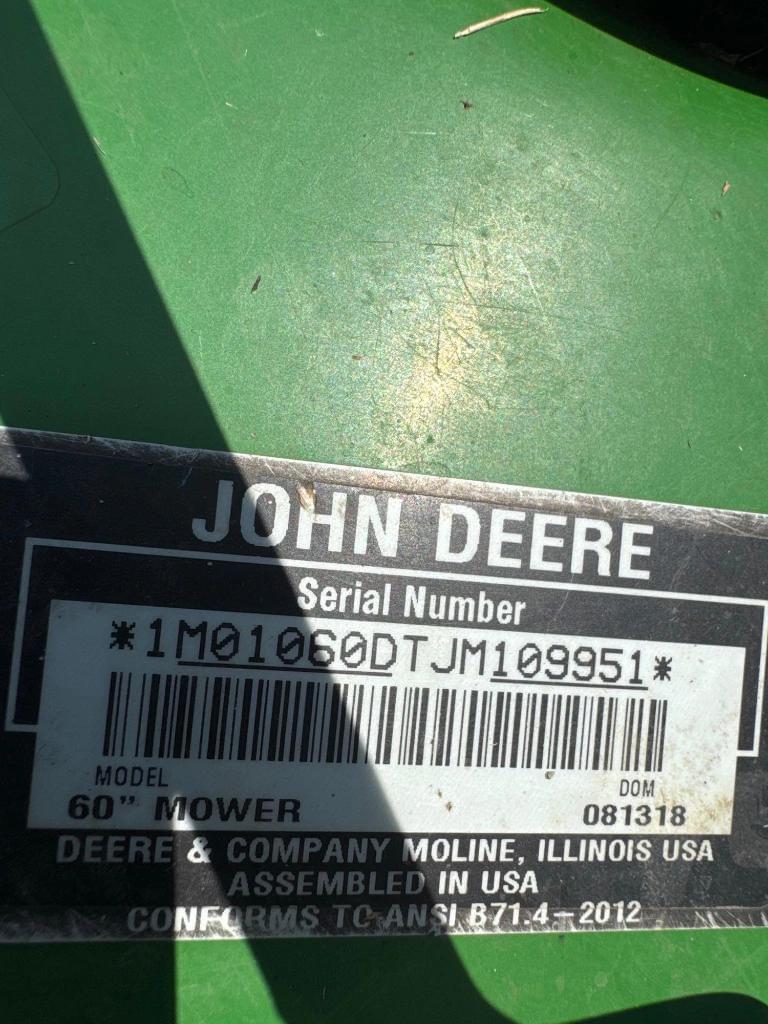 JOHN DEERE
Serial Number
*1M01060DTJM109951*
MODEL DOM
60" MOWER 081318
DEERE & COMPANY MOLINE, ILLINOIS USA
ASSEMBLED IN USA
CONFORMS TO ANSI B71.4-2012